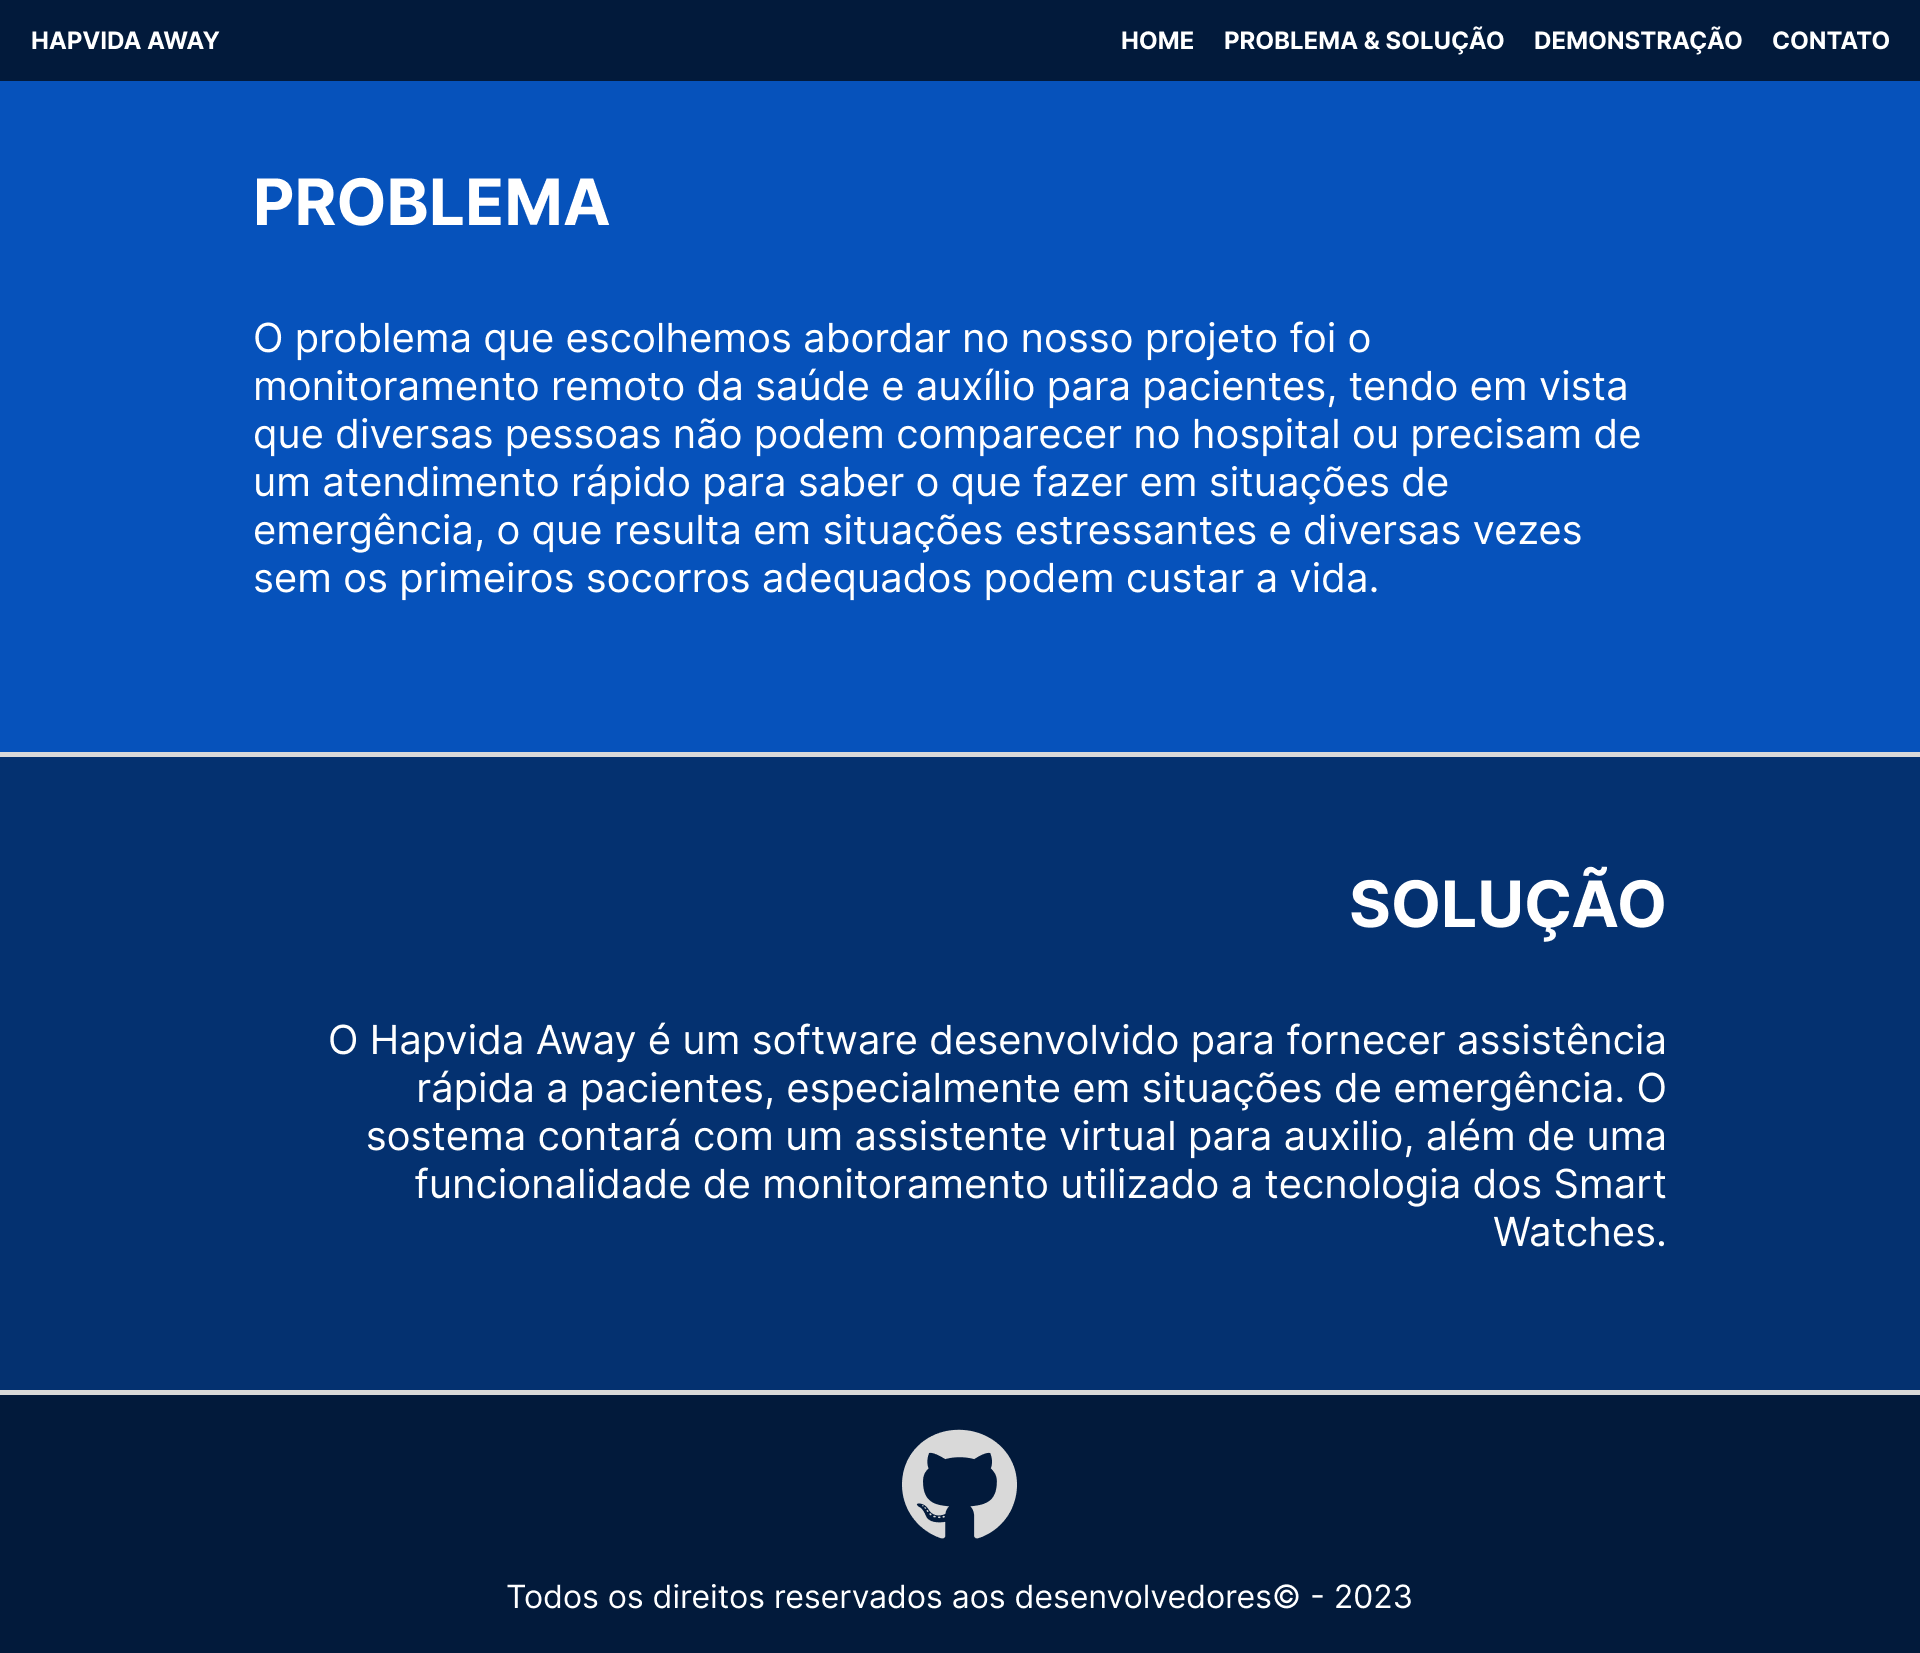 HAPVIDA AWAY
HOME PROBLEMA & SOLUÇÃO DEMONSTRAÇÃO CONTATO
PROBLEMA
O problema que escolhemos abordar no nosso projeto foi o
monitoramento remoto da saúde e auxílio para pacientes, tendo em vista
que diversas pessoas não podem comparecer no hospital ou precisam de
um atendimento rápido para saber o que fazer em situações de
emergência, o que resulta em situações estressantes e diversas vezes
sem os primeiros socorros adequados podem custar a vida.
SOLUÇÃO
O Hapvida Away é um software desenvolvido para fornecer assistência
rápida a pacientes, especialmente em situações de emergência. O
sostema contará com um assistente virtual para auxilio, além de uma
funcionalidade de monitoramento utilizado a tecnologia dos Smart
Watches.
Todos os direitos reservados aos desenvolvedores© - 2023